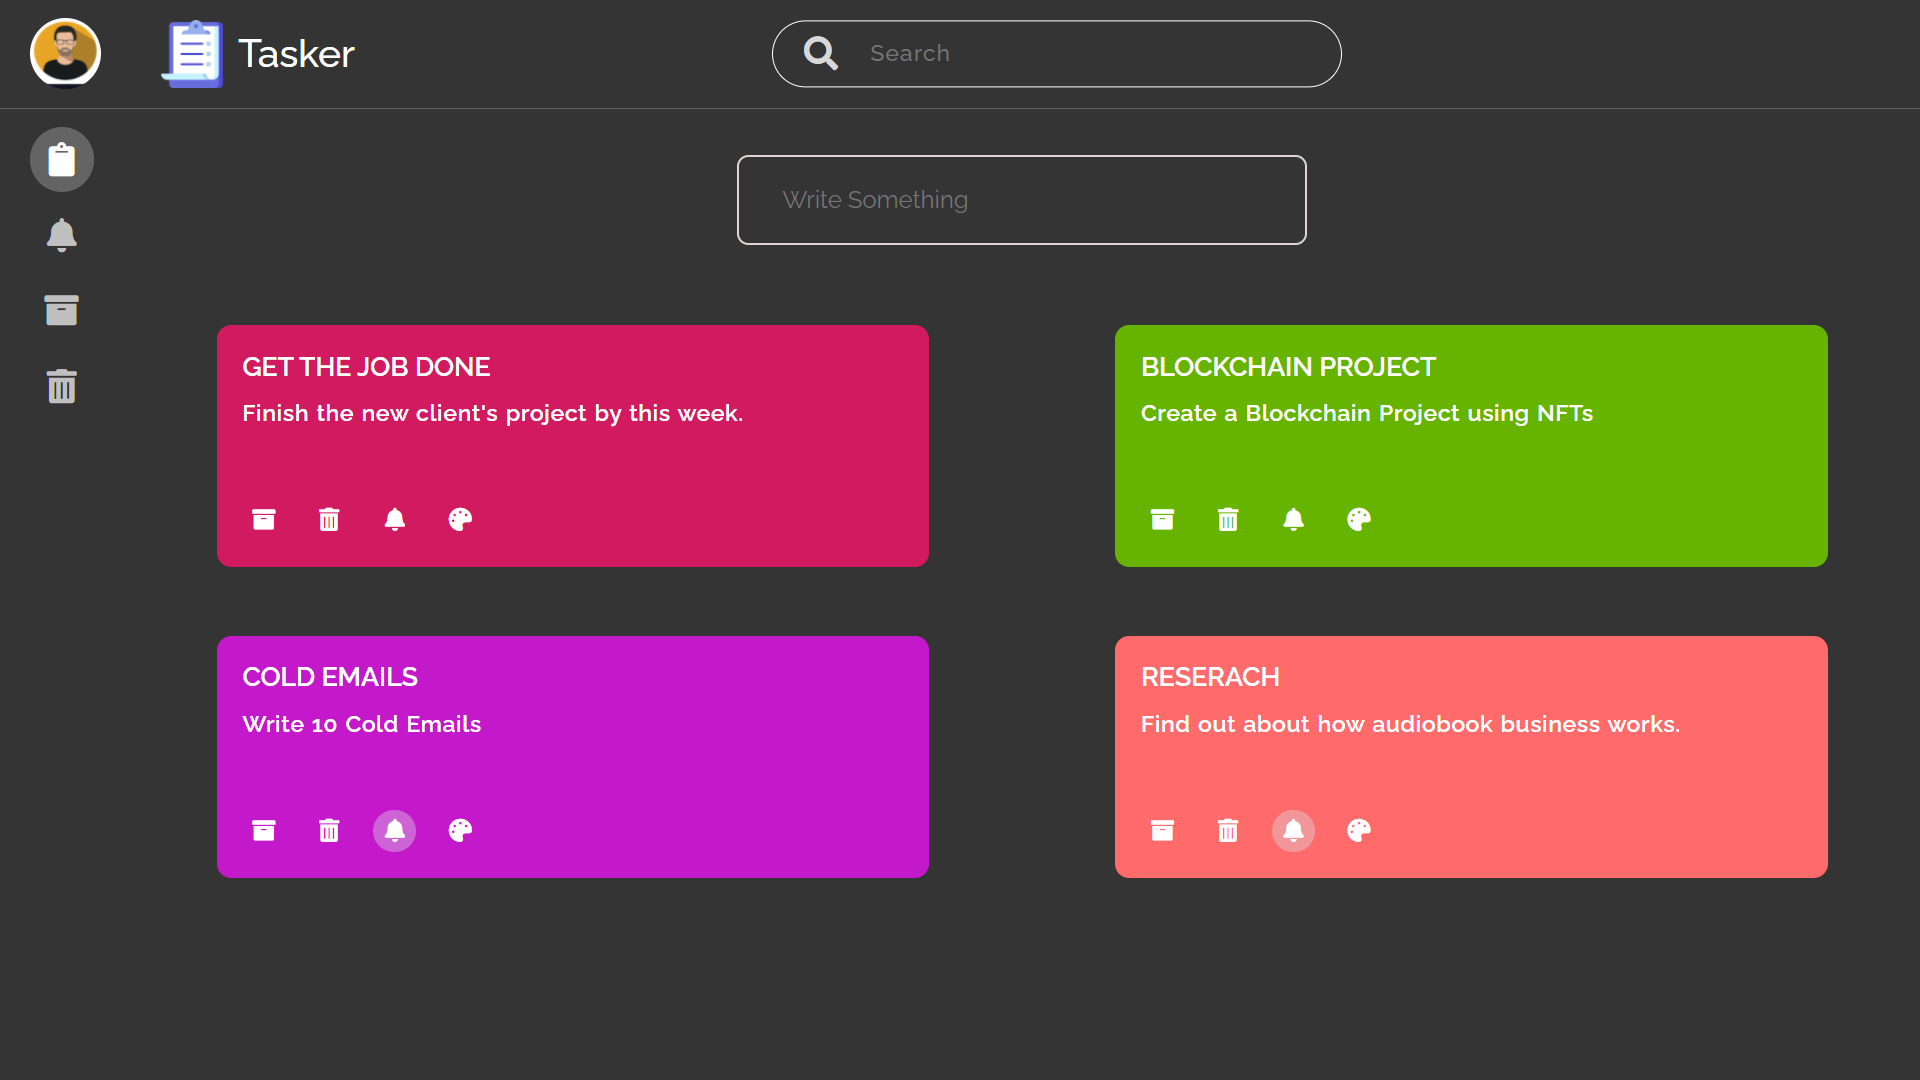 Tasker
Search
Write Something
GET THE JOB DONE
Finish the new client's project by this week.
BLOCKCHAIN PROJECT
Create a Blockchain Project using NFTs
COLD EMAILS
Write 10 Cold Emails
RESERACH
Find out about how audiobook business works.